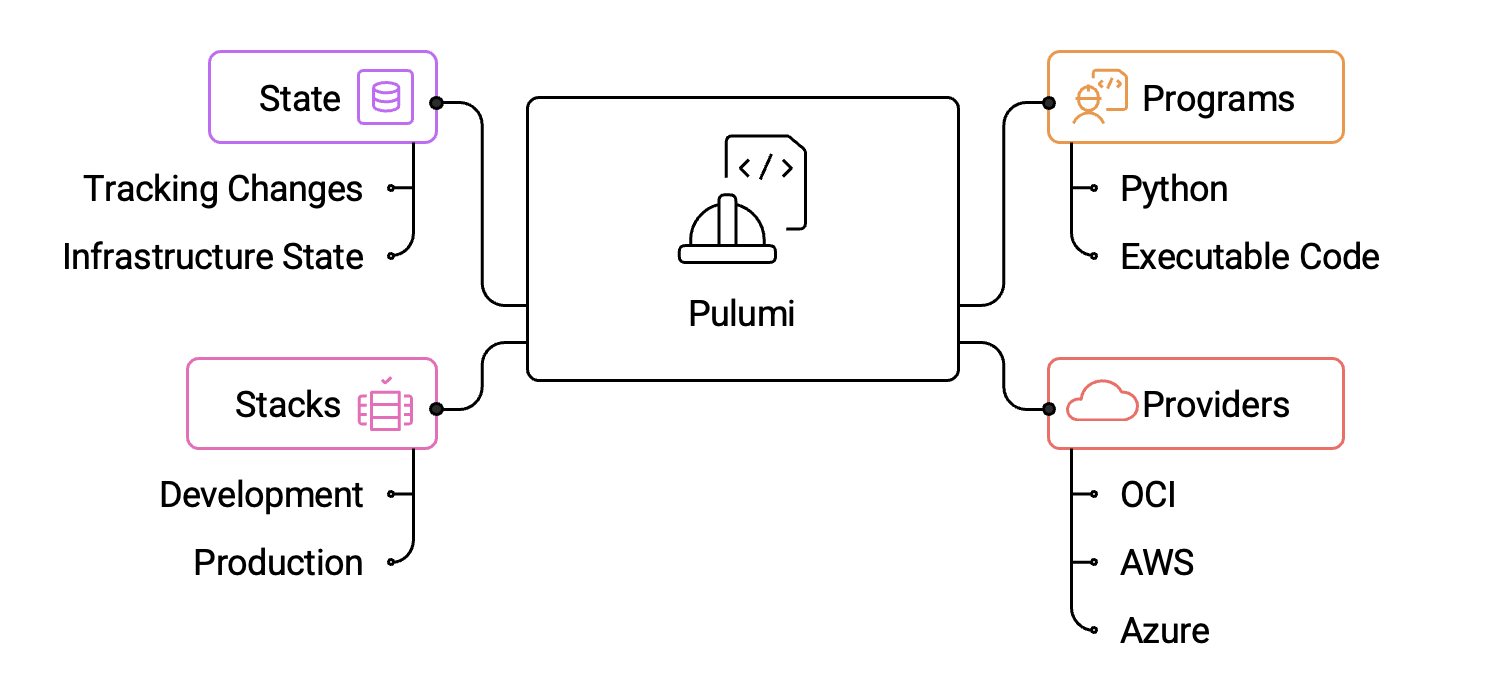 State
Tracking Changes
Infrastructure State
Stacks
Development
Production
</>
Pulumi
</>
Programs
Python
Executable Code
Providers
OCI
AWS
Azure